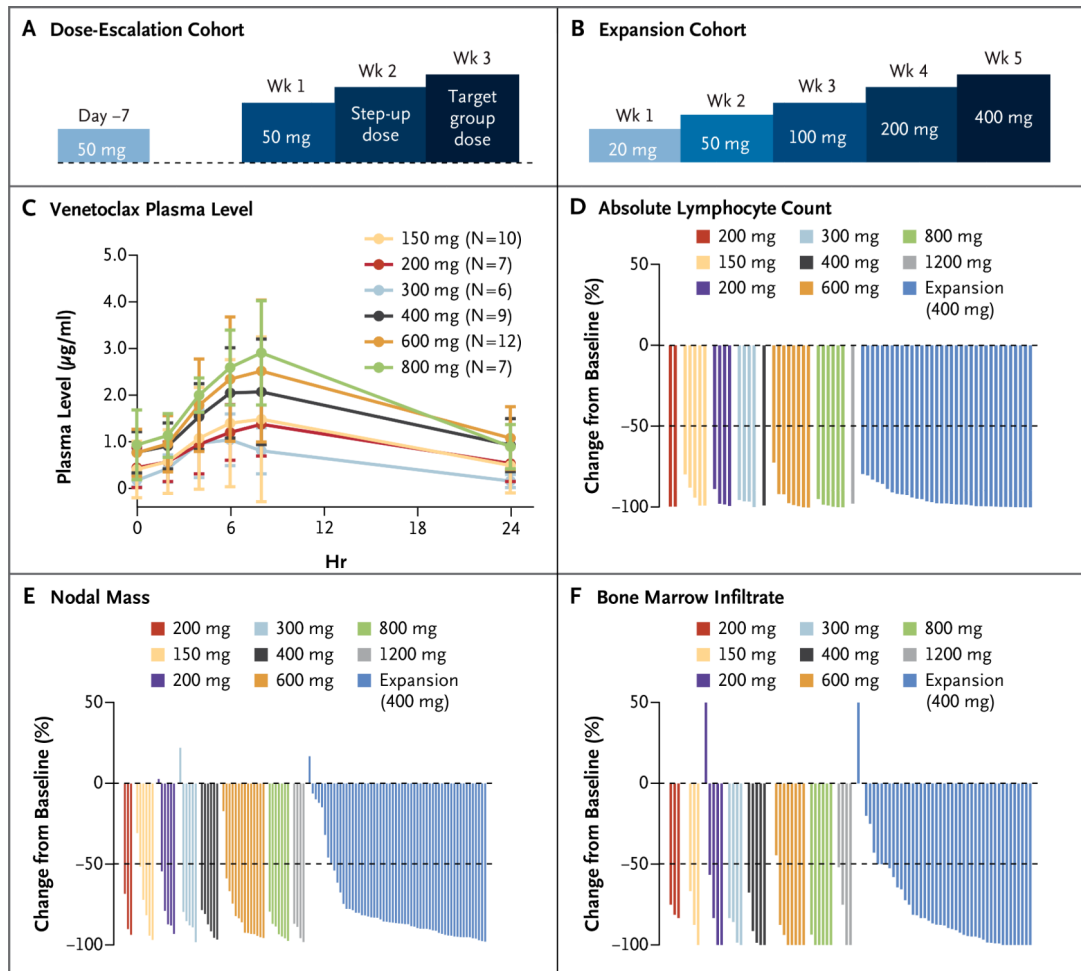 A Dose-Escalation Cohort
Day –7
50 mg
Wk 1
50 mg
Wk 2
Step-up
dose
Wk 3
Target
group
dose
B Expansion Cohort
Wk 1
20 mg
Wk 2
50 mg
Wk 3
100 mg
Wk 4
200 mg
Wk 5
400 mg
C Venetoclax Plasma Level
150 mg (N=10)
200 mg (N=7)
300 mg (N=6)
400 mg (N=9)
600 mg (N=12)
800 mg (N=7)
Plasma Level (µg/ml)
5.0
4.0
3.0
2.0
1.0
0
0 6 12 18 24
Hr
D Absolute Lymphocyte Count
200 mg 300 mg 800 mg
150 mg 400 mg 1200 mg
200 mg 600 mg Expansion
(400 mg)
Change from Baseline (%)
50
0
–50
–100
E Nodal Mass
200 mg 300 mg 800 mg
150 mg 400 mg 1200 mg
200 mg 600 mg Expansion
(400 mg)
Change from Baseline (%)
50
0
–50
–100
F Bone Marrow Infiltrate
200 mg 300 mg 800 mg
150 mg 400 mg 1200 mg
200 mg 600 mg Expansion
(400 mg)
Change from Baseline (%)
50
0
–50
–100